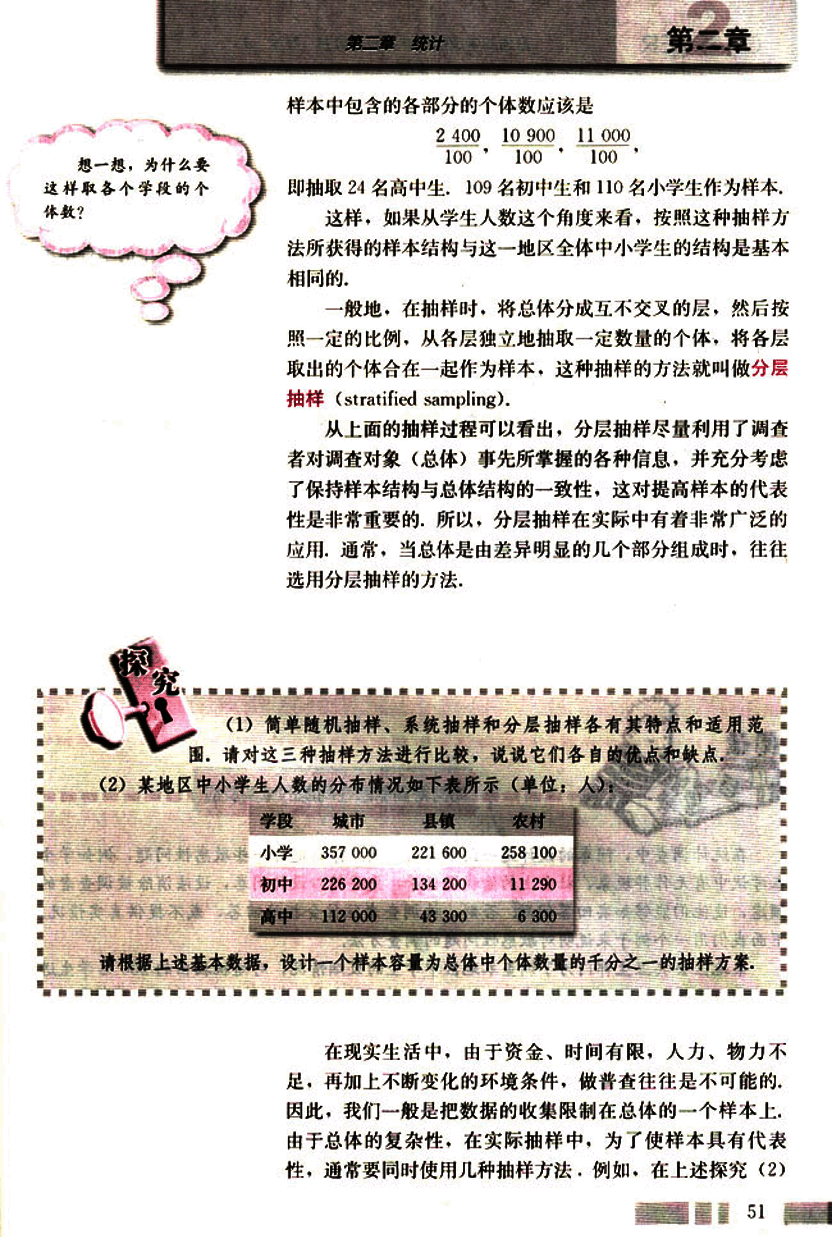 第二章 统计
第二章
样本中包含的各部分的个体数应该是
2 400/100, 10 900/100, 11 000/100,
想一想，为什么要
这样取各个学段的个
体数?
即抽取 24 名高中生. 109 名初中生和 110 名小学生作为样本.
这样，如果从学生人数这个角度来看，按照这种抽样方
法所获得的样本结构与这一地区全体中小学生的结构是基本
相同的.
一般地，在抽样时，将总体分成互不交叉的层，然后按
照一定的比例，从各层独立地抽取一定数量的个体，将各层
取出的个体合在一起作为样本，这种抽样的方法就叫做分层
抽样（stratified sampling).
从上面的抽样过程可以看出，分层抽样尽量利用了调查
者对调查对象（总体）事先所掌握的各种信息，并充分考虑
了保持样本结构与总体结构的一致性，这对提高样本的代表
性是非常重要的. 所以，分层抽样在实际中有着非常广泛的
应用. 通常，当总体是由差异明显的几个部分组成时，往往
选用分层抽样的方法.
探究
（1）简单随机抽样、系统抽样和分层抽样各有其特点和适用范
围. 请对这三种抽样方法进行比较，说说它们各自的优点和缺点.
（2）某地区中小学生人数的分布情况如下表所示（单位：人）：
学段 城市 县镇 农村
小学 357 000 221 600 258 100
初中 226 200 134 200 11 290
高中 112 000 43 300 6 300
请根据上述基本数据，设计一个样本容量为总体中个体数量的千分之一的抽样方案.
在现实生活中，由于资金、时间有限，人力、物力不
足，再加上不断变化的环境条件，做普查往往是不可能的.
因此，我们一般是把数据的收集限制在总体的一个样本上.
由于总体的复杂性，在实际抽样中，为了使样本具有代表
性，通常要同时使用几种抽样方法. 例如，在上述探究（2）
51